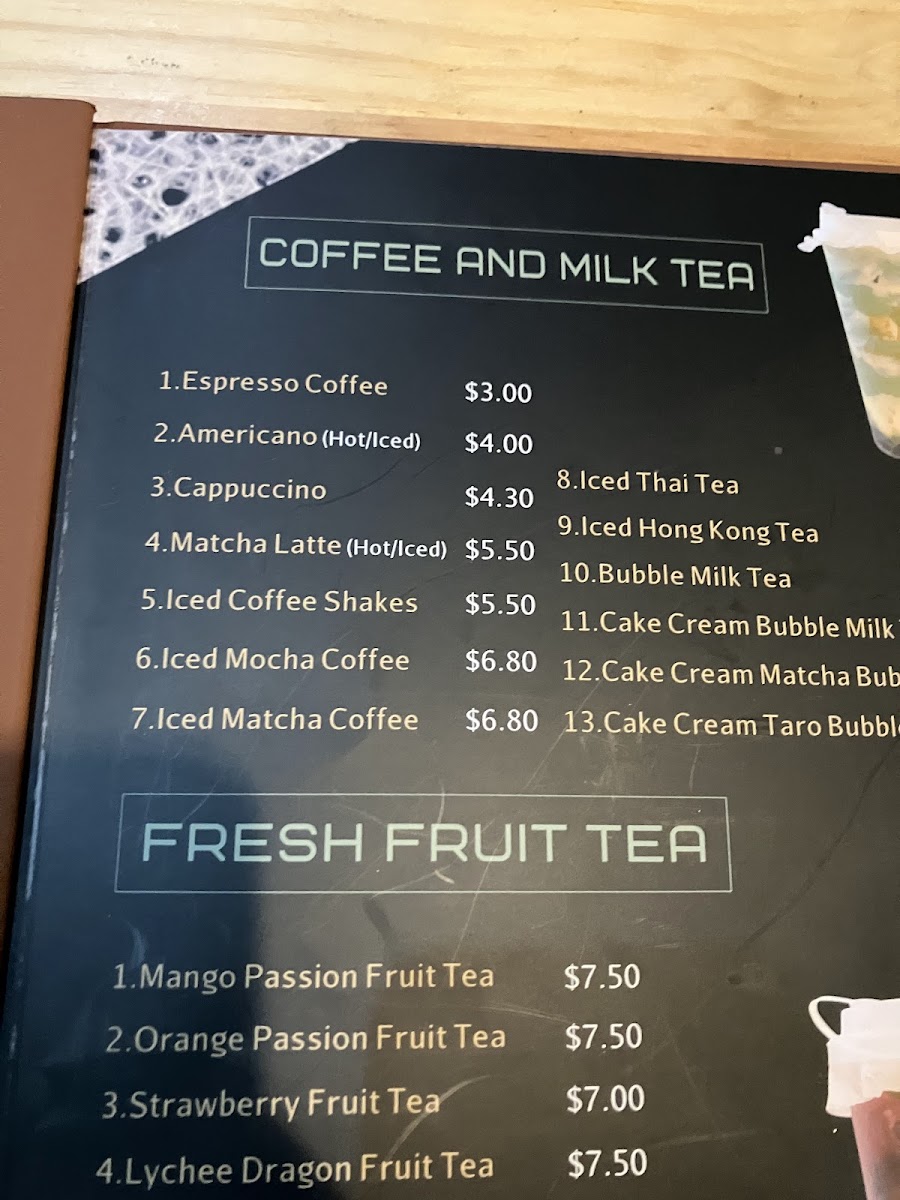 COFFEE AND MILK TEA
1.Espresso Coffee $3.00
2.Americano (Hot/Iced) $4.00
3.Cappuccino $4.30
4.Matcha Latte (Hot/Iced) $5.50
5.Iced Coffee Shakes $5.50
6.Iced Mocha Coffee $6.80
7.Iced Matcha Coffee $6.80
8.Iced Thai Tea
9.Iced Hong Kong Tea
10.Bubble Milk Tea
11.Cake Cream Bubble Milk
12.Cake Cream Matcha Bub
13.Cake Cream Taro Bubble
FRESH FRUIT TEA
1.Mango Passion Fruit Tea $7.50
2.Orange Passion Fruit Tea $7.50
3.Strawberry Fruit Tea $7.00
4.Lychee Dragon Fruit Tea $7.50